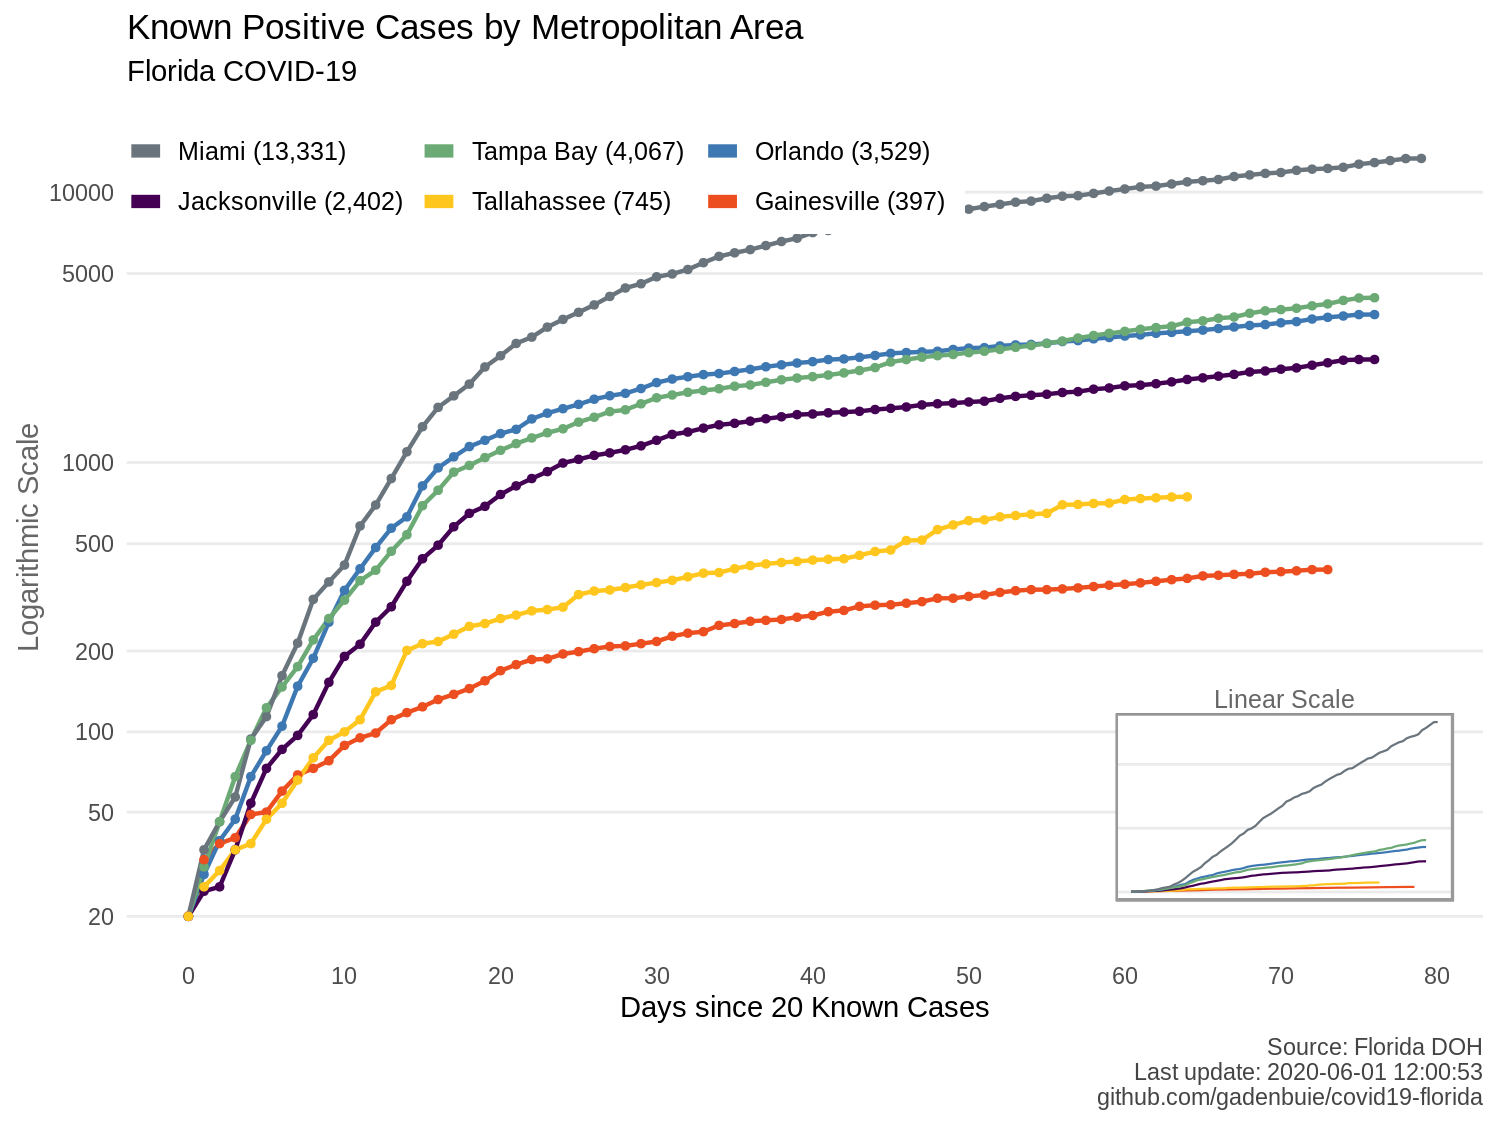 Known Positive Cases by Metropolitan Area
Florida COVID-19
Miami (13,331) Tampa Bay (4,067) Orlando (3,529)
Jacksonville (2,402) Tallahassee (745) Gainesville (397)
10000
5000
1000
500
200
100
50
20
Logarithmic Scale
Linear Scale
0 10 20 30 40 50 60 70 80
Days since 20 Known Cases
Source: Florida DOH
Last update: 2020-06-01 12:00:53
github.com/gadenbuie/covid19-florida